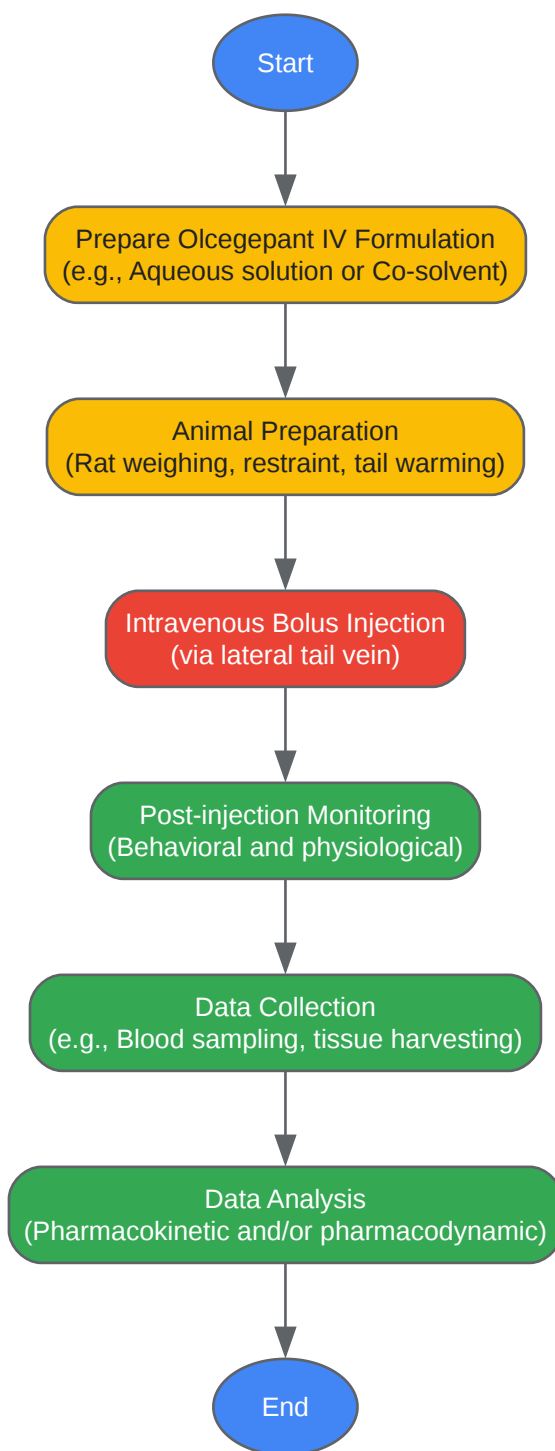 Start
Prepare Olcegepant IV Formulation
(e.g., Aqueous solution or Co-solvent)
Animal Preparation
(Rat weighing, restraint, tail warming)
Intravenous Bolus Injection
(via lateral tail vein)
Post-injection Monitoring
(Behavioral and physiological)
Data Collection
(e.g., Blood sampling, tissue harvesting)
Data Analysis
(Pharmacokinetic and/or pharmacodynamic)
End